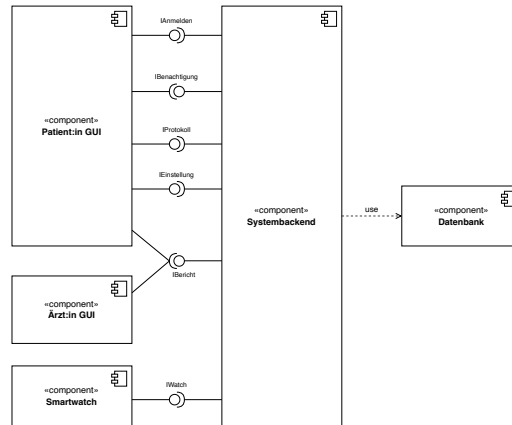 IAnmelden
IBenachtigung
«component»
Patient:in GUI
IProtokoll
IEinstellung
«component»
Systembackend
use
«component»
Datenbank
IBericht
«component»
Ärzt:in GUI
IWatch
«component»
Smartwatch